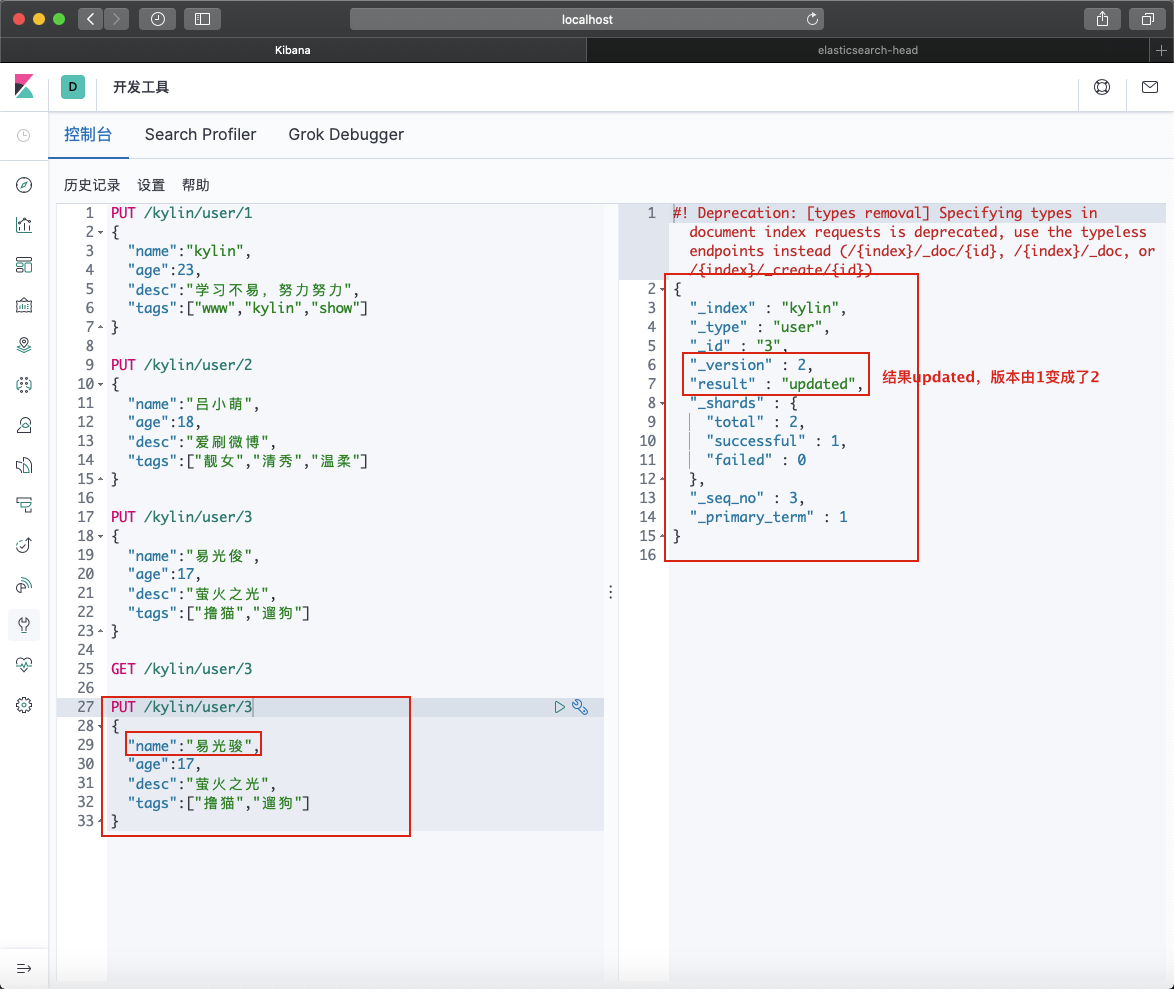 localhost
Kibana
elasticsearch-head
D
开发工具
控制台 Search Profiler Grok Debugger
历史记录 设置 帮助
1 PUT /kylin/user/1
2 {
3 "name":"kylin",
4 "age":23,
5 "desc":"学习不易，努力努力",
6 "tags":["www","kylin","show"]
7 }
8
9 PUT /kylin/user/2
10 {
11 "name":"吕小萌",
12 "age":18,
13 "desc":"爱刷微博",
14 "tags":["靓女","清秀","温柔"]
15 }
16
17 PUT /kylin/user/3
18 {
19 "name":"易光俊",
20 "age":17,
21 "desc":"萤火之光",
22 "tags":["撸猫","遛狗"]
23 }
24
25 GET /kylin/user/3
26
27 PUT /kylin/user/3
28 {
29 "name":"易光骏",
30 "age":17,
31 "desc":"萤火之光",
32 "tags":["撸猫","遛狗"]
33 }
1 #! Deprecation: [types removal] Specifying types in
document index requests is deprecated, use the typeless
endpoints instead (/{index}/_doc/{id}, /{index}/_doc, or
/{index}/_create/{id})
2 {
3 "_index" : "kylin",
4 "_type" : "user",
5 "_id" : "3",
6 "_version" : 2,
7 "result" : "updated",
结果updated，版本由1变成了2
8 "_shards" : {
9 "total" : 2,
10 "successful" : 1,
11 "failed" : 0
12 },
13 "_seq_no" : 3,
14 "_primary_term" : 1
15 }
16